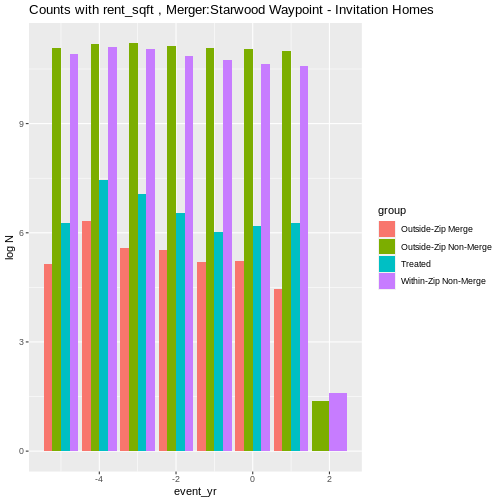 Counts with rent_sqft , Merger:Starwood Waypoint - Invitation Homes
log N
9
6
3
0
-4
-2
0
2
event_yr
group
Outside-Zip Merge
Outside-Zip Non-Merge
Treated
Within-Zip Non-Merge